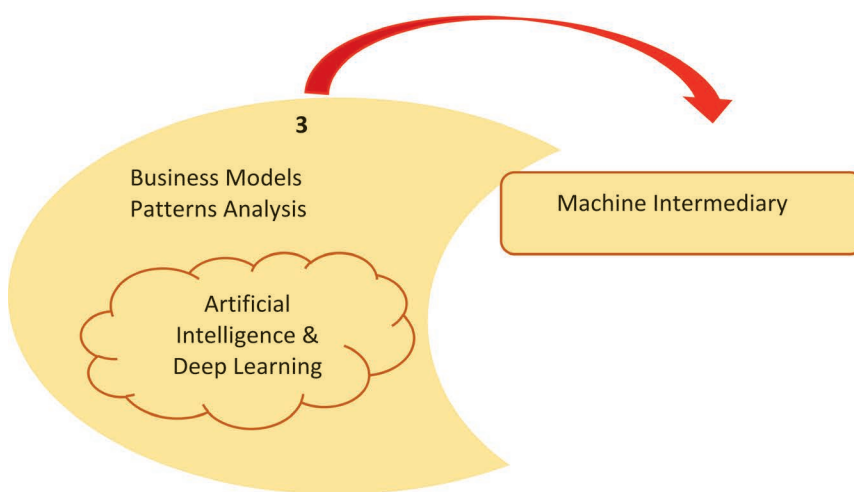 3
Business Models
Patterns Analysis
Machine Intermediary
Artificial
Intelligence &
Deep Learning